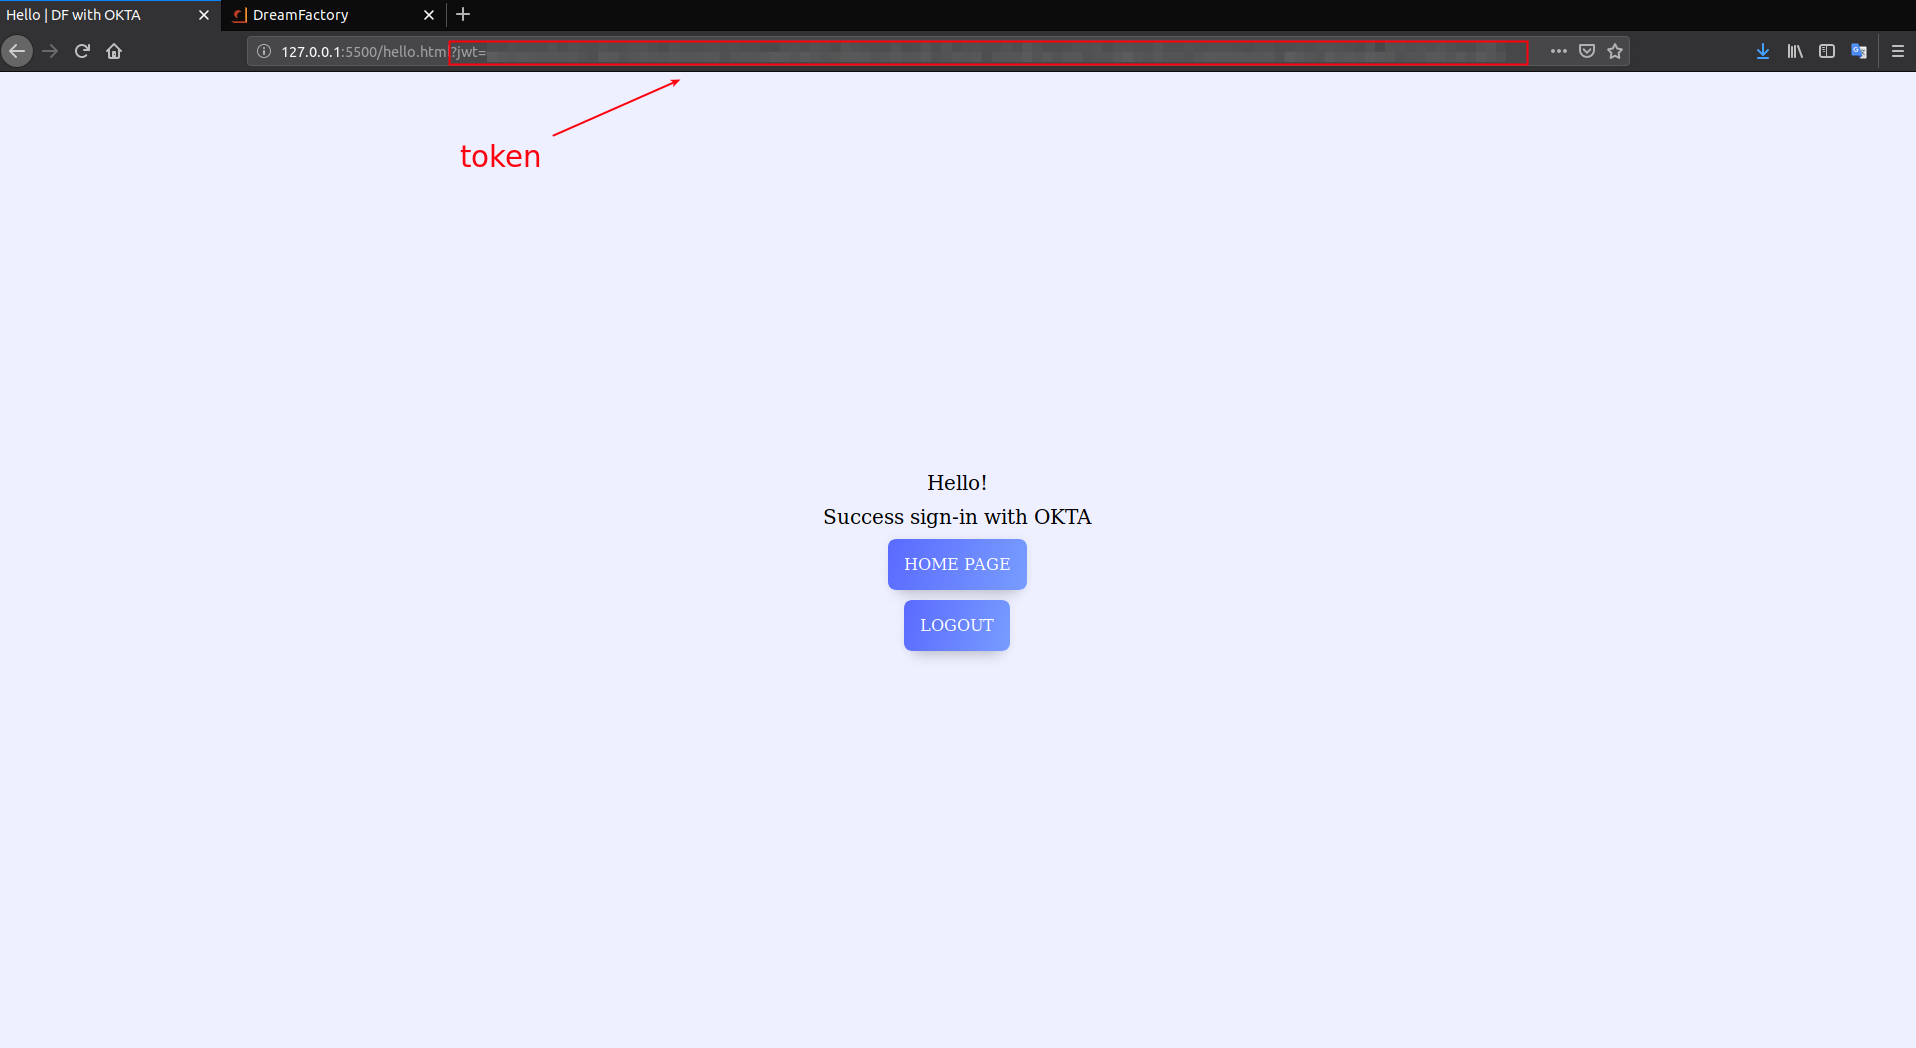 Hello | DF with OKTA
DreamFactory
127.0.0.1:5500/hello.html?jwt=
token
Hello!
Success sign-in with OKTA
HOME PAGE
LOGOUT